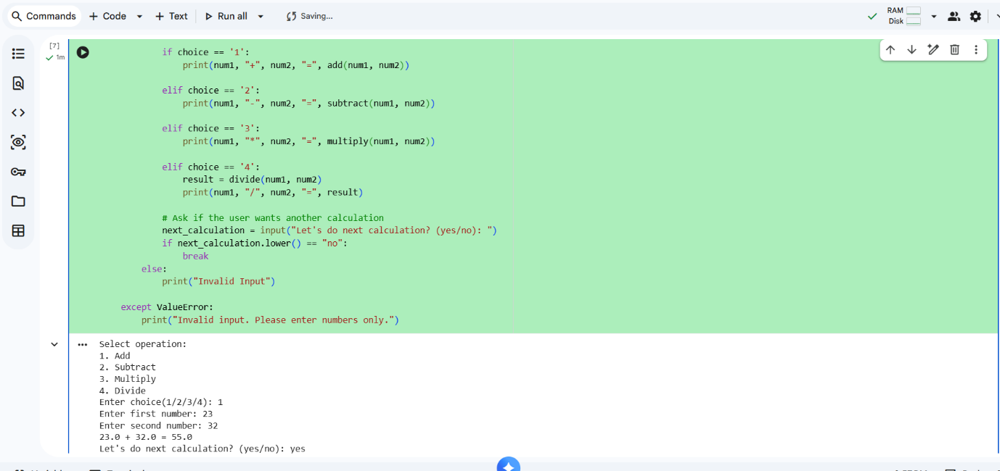 Commands + Code + Text Run all Saving...
RAM
Disk
[7]
1m
if choice == '1':
print(num1, "+", num2, "=", add(num1, num2))
elif choice == '2':
print(num1, "-", num2, "=", subtract(num1, num2))
elif choice == '3':
print(num1, "*", num2, "=", multiply(num1, num2))
elif choice == '4':
result = divide(num1, num2)
print(num1, "/", num2, "=", result)
# Ask if the user wants another calculation
next_calculation = input("Let's do next calculation? (yes/no): ")
if next_calculation.lower() == "no":
break
else:
print("Invalid Input")
except ValueError:
print("Invalid input. Please enter numbers only.")
Select operation:
1. Add
2. Subtract
3. Multiply
4. Divide
Enter choice(1/2/3/4): 1
Enter first number: 23
Enter second number: 32
23.0 + 32.0 = 55.0
Let's do next calculation? (yes/no): yes